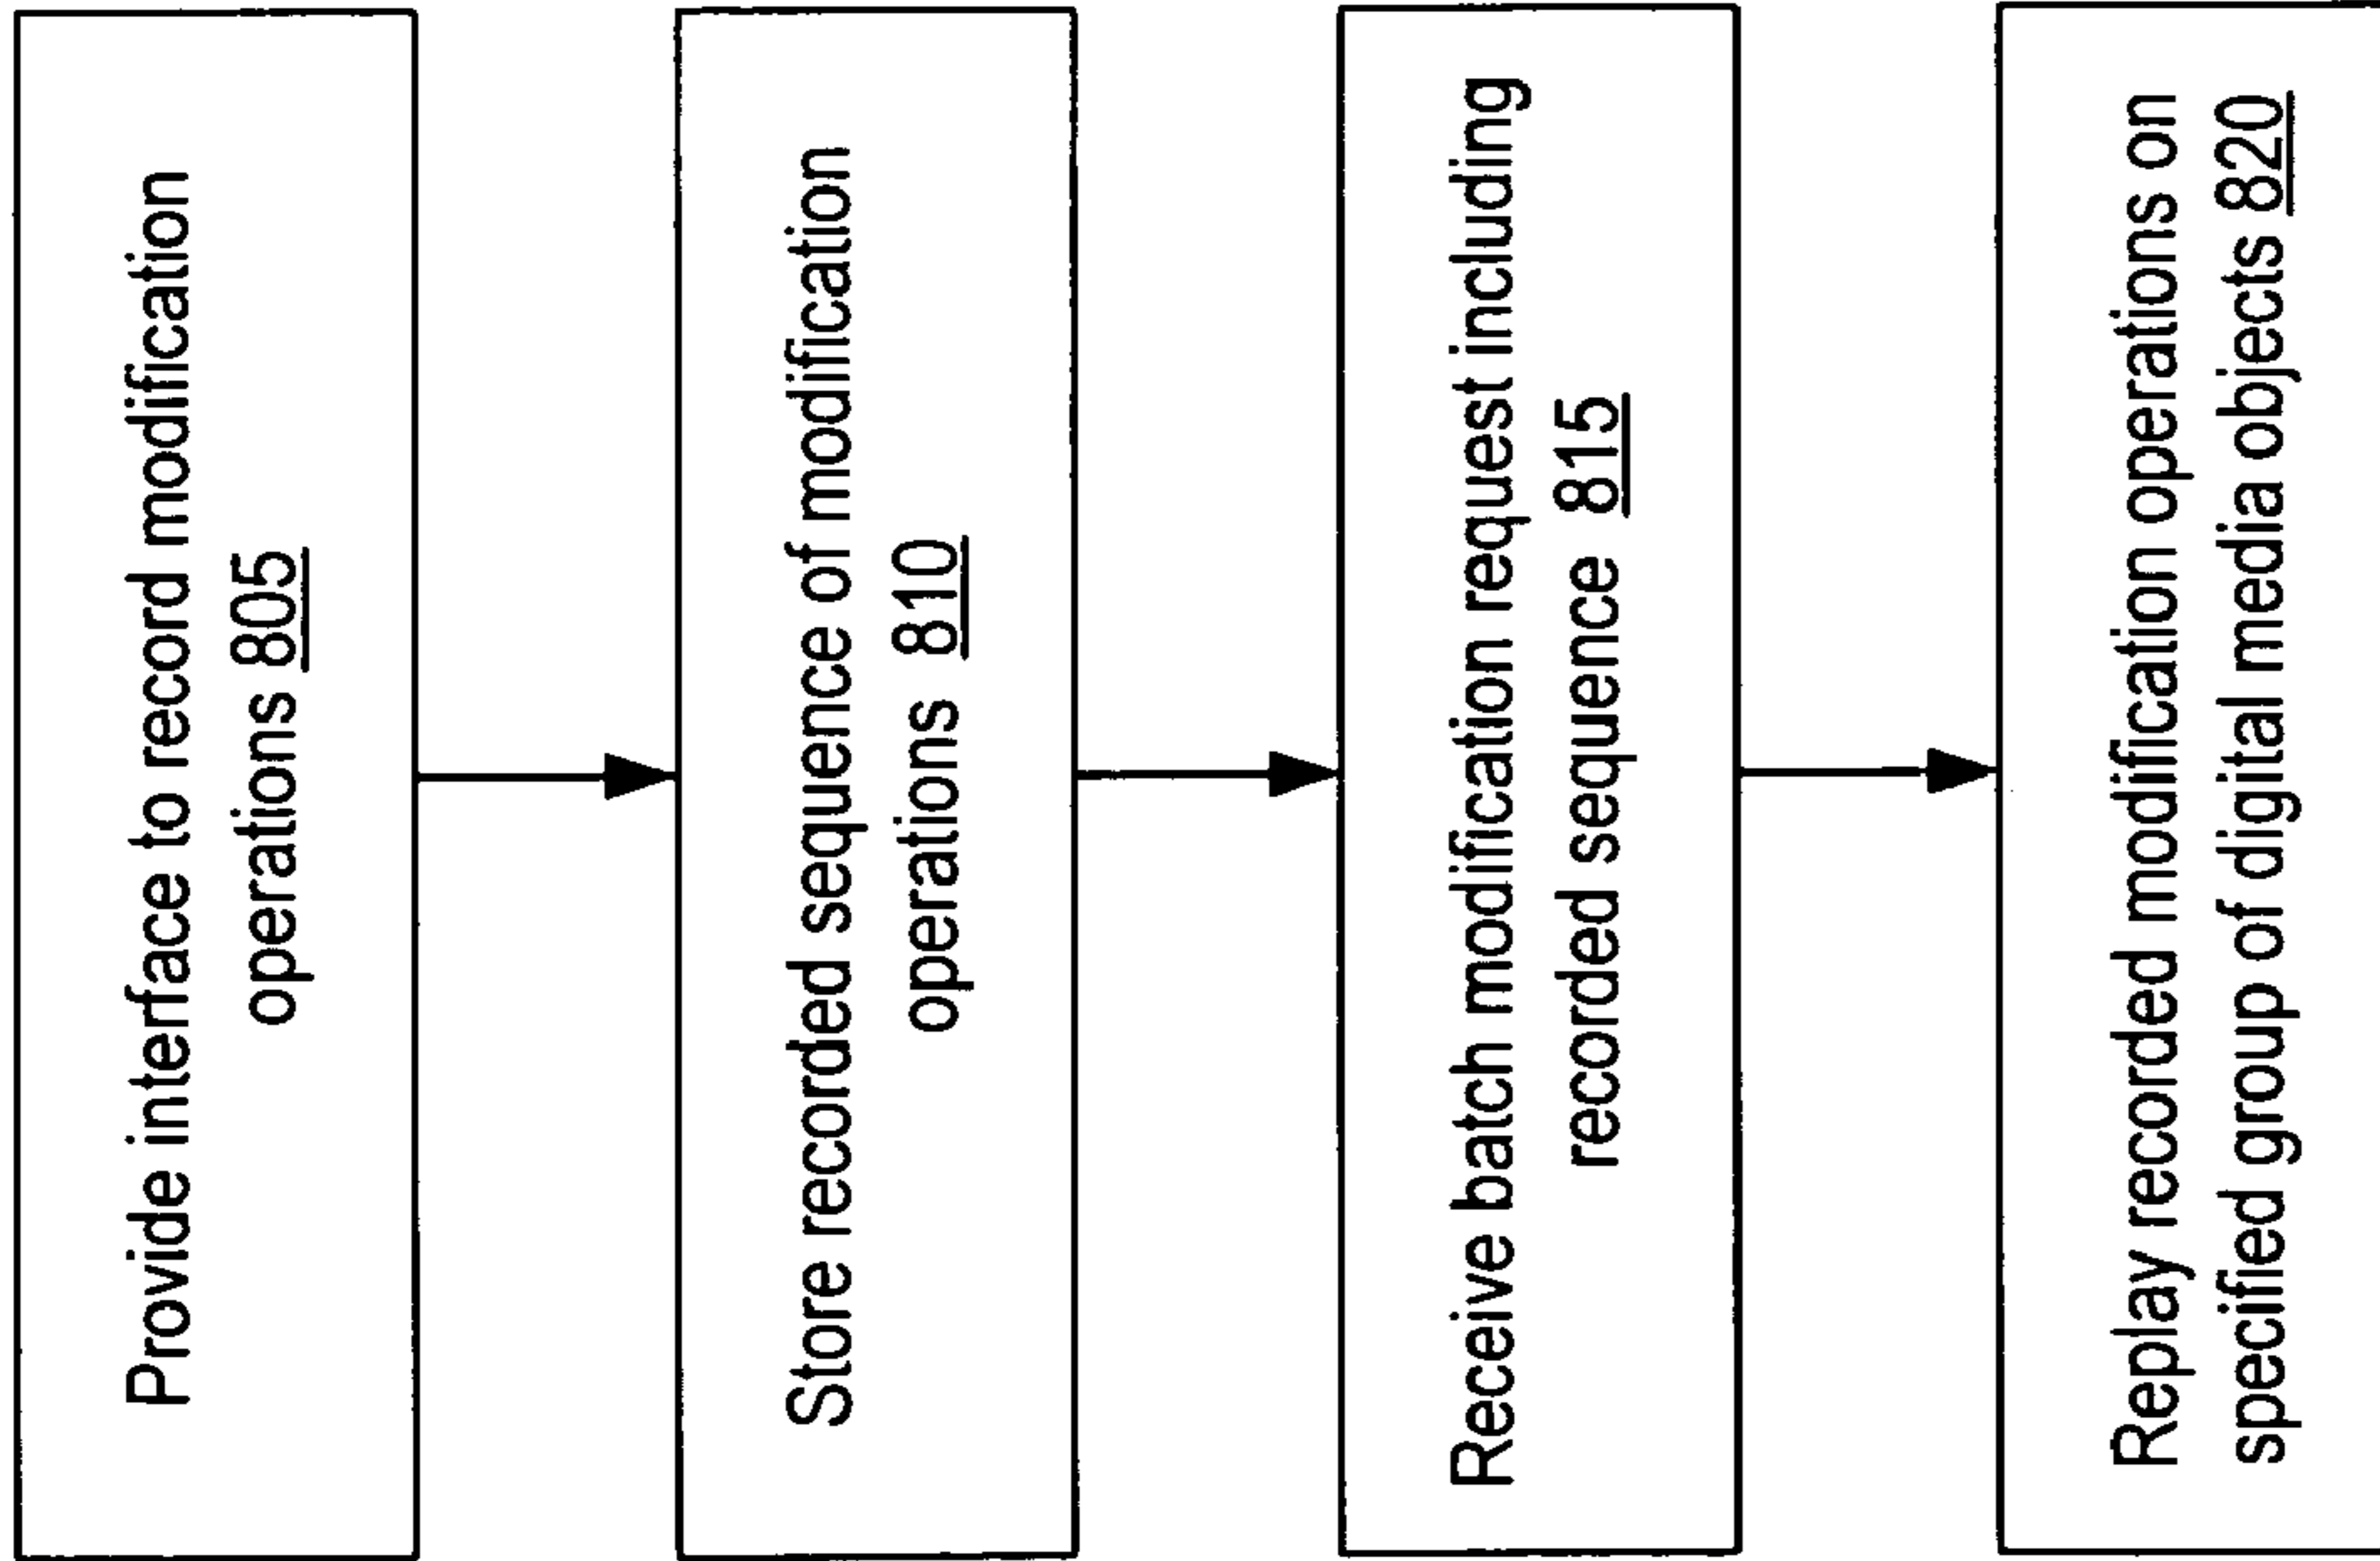 Provide interface to record modification
operations 805
Store recorded sequence of modification
operations 810
Receive batch modification request including
recorded sequence 815
Replay recorded modification operations on
specified group of digital media objects 820